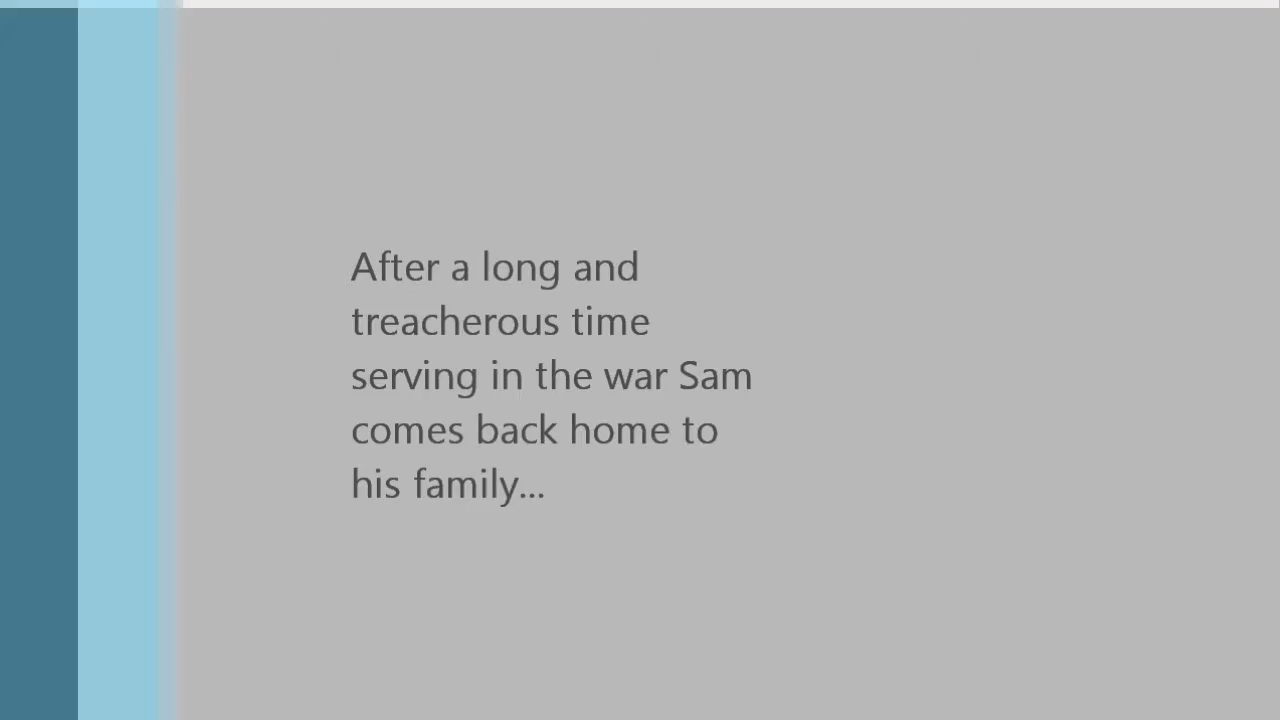 After a long and
treacherous time
serving in the war Sam
comes back home to
his family...